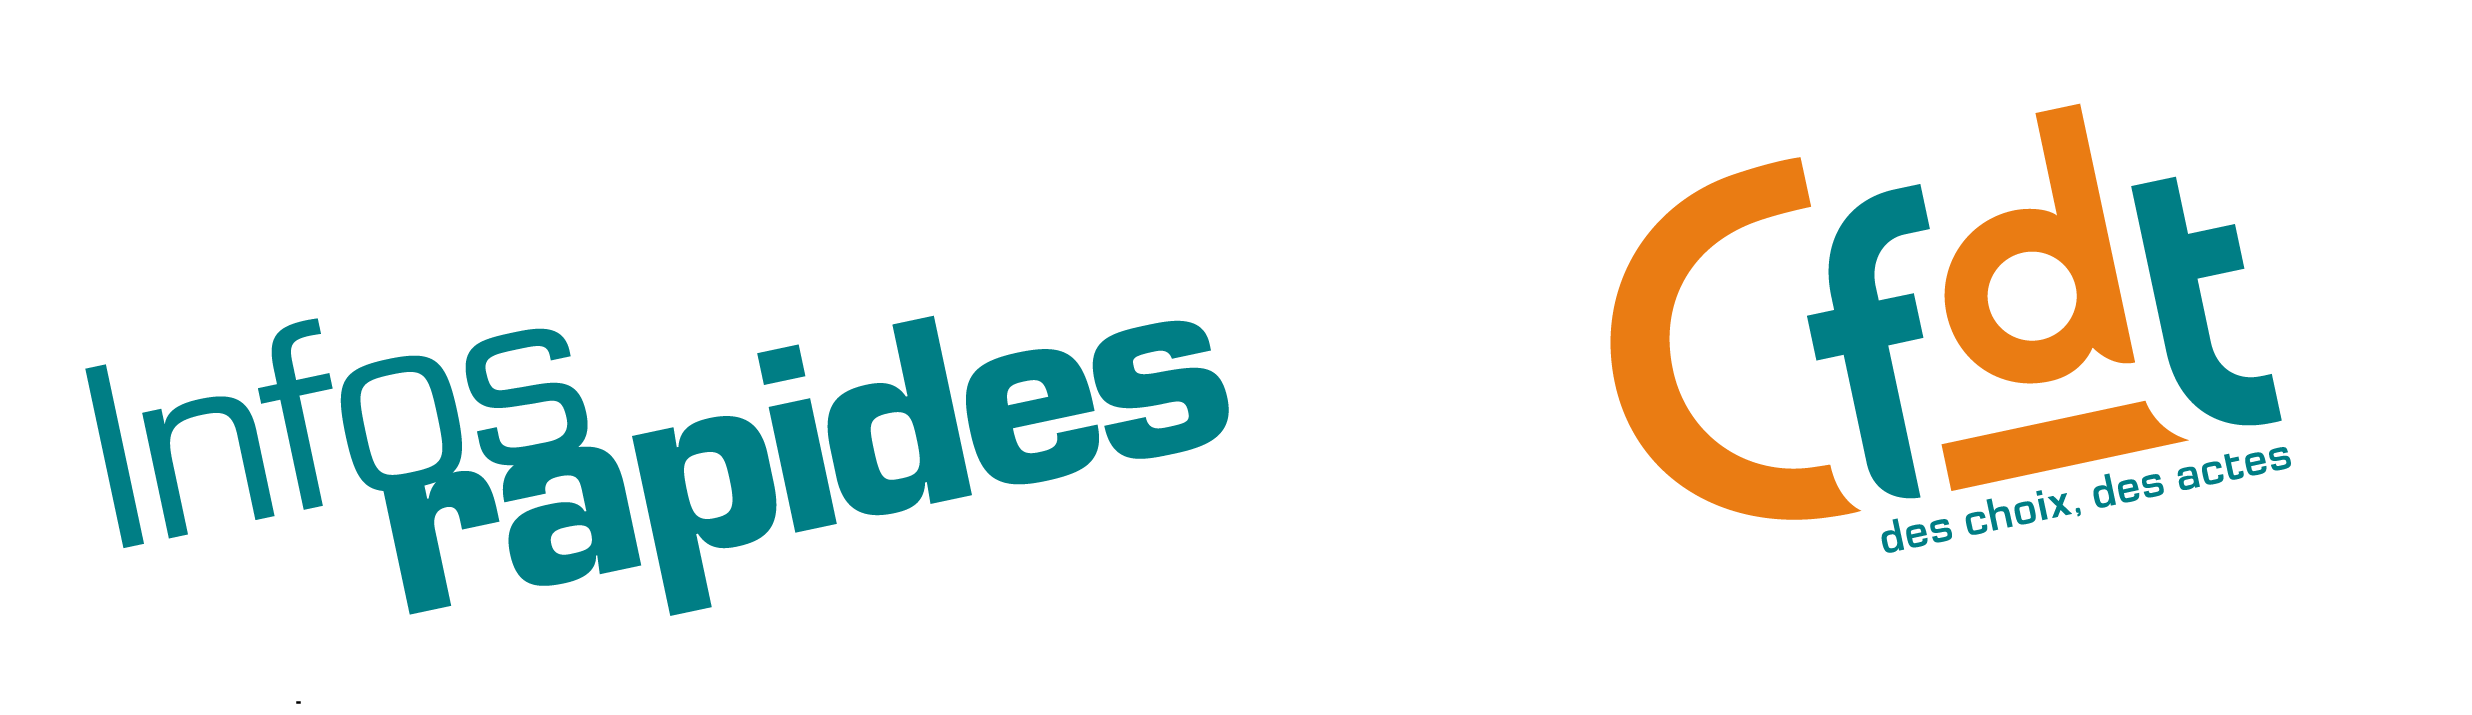 Infos
rapides
Cfdt
des choix, des actes